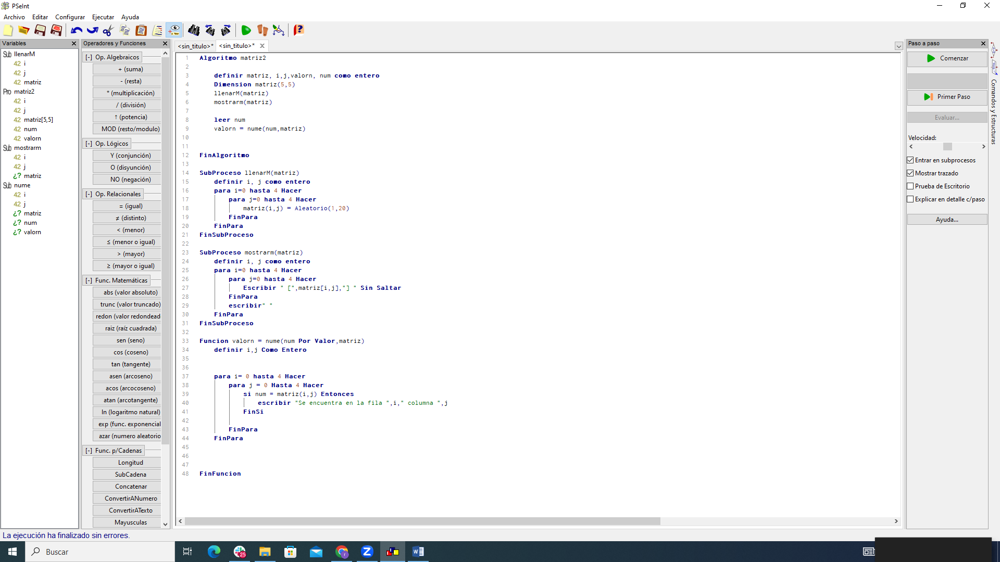 PSeInt
Archivo Editar Configurar Ejecutar Ayuda
Variables
Sub llenarM
42 i
42 j
42 matriz
Pro matriz2
42 i
42 j
42 matriz[5,5]
42 num
42 valorn
Sub mostrarm
42 i
42 j
¿? matriz
Sub nume
42 i
42 j
¿? matriz
¿? num
¿? valorn
Operadores y Funciones
[-] Op. Algebraicos
+ (suma)
- (resta)
* (multiplicación)
/ (división)
↑ (potencia)
MOD (resto/modulo)
[-] Op. Lógicos
Y (conjunción)
O (disyunción)
NO (negación)
[-] Op. Relacionales
= (igual)
≠ (distinto)
< (menor)
≤ (menor o igual)
> (mayor)
≥ (mayor o igual)
[-] Func. Matemáticas
abs (valor absoluto)
trunc (valor truncado)
redon (valor redondead
raiz (raíz cuadrada)
sen (seno)
cos (coseno)
tan (tangente)
asen (arcoseno)
acos (arcocoseno)
atan (arcotangente)
ln (logaritmo natural)
exp (func. exponencial
azar (numero aleatorio
[-] Func. p/Cadenas
Longitud
SubCadena
Concatenar
ConvertirANumero
ConvertirATexto
Mayusculas
<sin_titulo>* <sin_titulo>*
1 Algoritmo matriz2
2
3 definir matriz, i,j,valorn, num como entero
4 Dimension matriz(5,5)
5 llenarM(matriz)
6 mostrarm(matriz)
7
8 leer num
9 valorn = nume(num,matriz)
10
11
12 FinAlgoritmo
13
14 SubProceso llenarM(matriz)
15 definir i, j como entero
16 para i=0 hasta 4 Hacer
17 para j=0 hasta 4 Hacer
18 matriz(i,j) = Aleatorio(1,20)
19 FinPara
20 FinPara
21 FinSubProceso
22
23 SubProceso mostrarm(matriz)
24 definir i, j como entero
25 para i=0 hasta 4 Hacer
26 para j=0 hasta 4 Hacer
27 Escribir " [",matriz[i,j],"] " Sin Saltar
28 FinPara
29 escribir" "
30 FinPara
31 FinSubProceso
32
33 Funcion valorn = nume(num Por Valor,matriz)
34 definir i,j Como Entero
35
36
37 para i= 0 hasta 4 Hacer
38 para j = 0 Hasta 4 Hacer
39 si num = matriz(i,j) Entonces
40 escribir "Se encuentra en la fila ",i," columna ",j
41 FinSi
42
43 FinPara
44 FinPara
45
46
47
48 FinFuncion
Paso a paso
Comenzar
Primer Paso
Evaluar...
Velocidad:
Entrar en subprocesos
Mostrar trazado
Prueba de Escritorio
Explicar en detalle c/paso
Ayuda...
Comandos y Estructuras
La ejecución ha finalizado sin errores.
Buscar
25